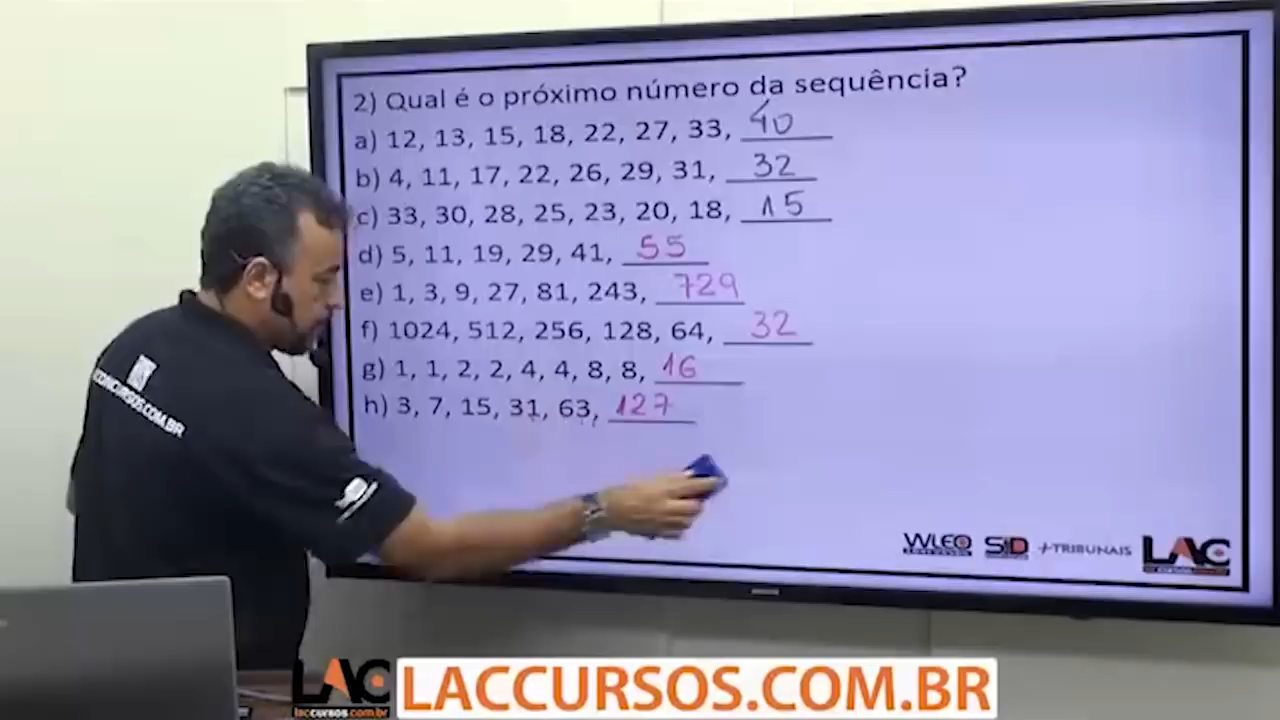 2) Qual é o próximo número da sequência?
a) 12, 13, 15, 18, 22, 27, 33, 40
b) 4, 11, 17, 22, 26, 29, 31, 32
c) 33, 30, 28, 25, 23, 20, 18, 15
d) 5, 11, 19, 29, 41, 55
e) 1, 3, 9, 27, 81, 243, 729
f) 1024, 512, 256, 128, 64, 32
g) 1, 1, 2, 2, 4, 4, 8, 8, 16
h) 3, 7, 15, 31, 63, 127
WLEO SID +TRIBUNAIS LAC
LAC LACCURSOS.COM.BR
laccursos.com.br